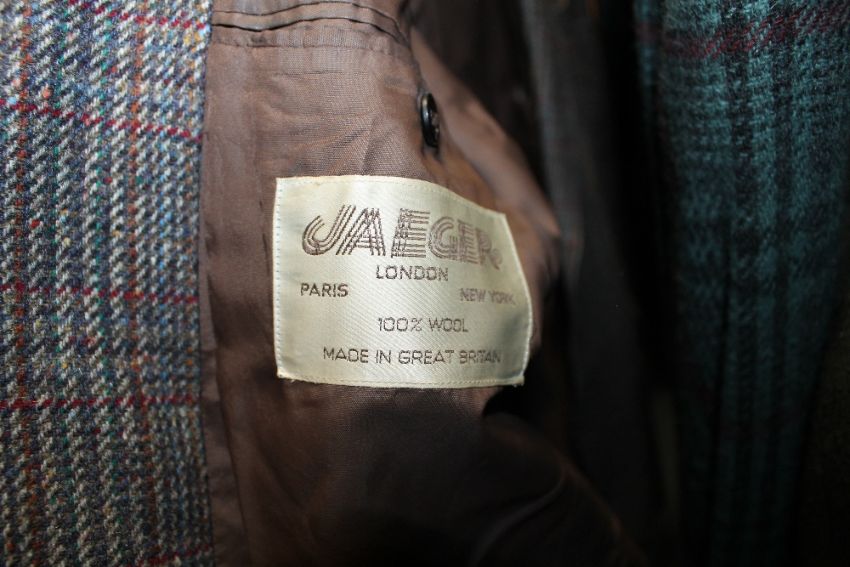 JAEGER
LONDON
PARIS NEW YORK
100% WOOL
MADE IN GREAT BRITAIN